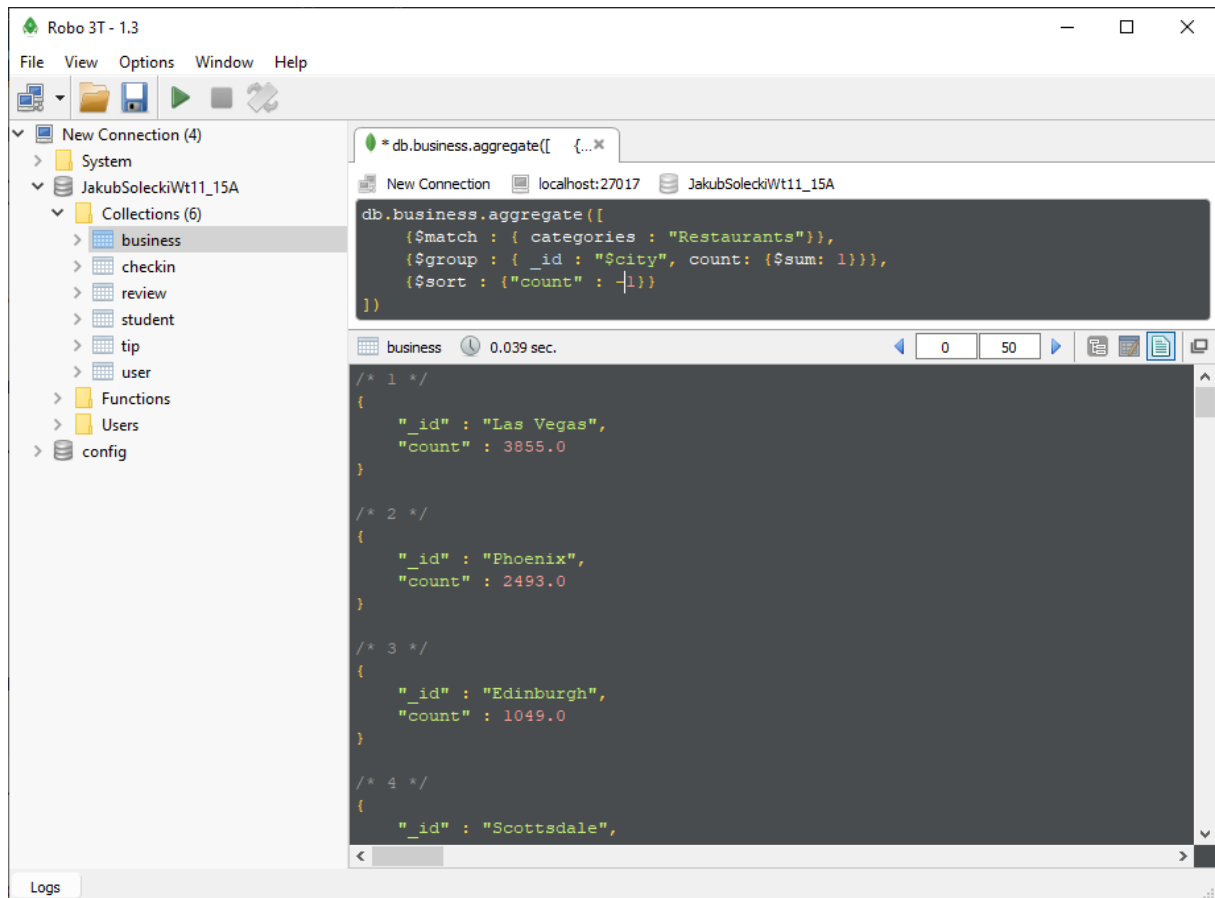 Robo 3T - 1.3
File View Options Window Help
New Connection (4)
System
JakubSoleckiWt11_15A
Collections (6)
business
checkin
review
student
tip
user
Functions
Users
config
* db.business.aggregate([ {...
New Connection localhost:27017 JakubSoleckiWt11_15A
db.business.aggregate([
    {$match : { categories : "Restaurants"}},
    {$group : { _id : "$city", count: {$sum: 1}}},
    {$sort : {"count" : -1}}
])
business 0.039 sec. 0 50
/* 1 */
{
    "_id" : "Las Vegas",
    "count" : 3855.0
}
/* 2 */
{
    "_id" : "Phoenix",
    "count" : 2493.0
}
/* 3 */
{
    "_id" : "Edinburgh",
    "count" : 1049.0
}
/* 4 */
{
    "_id" : "Scottsdale",
Logs